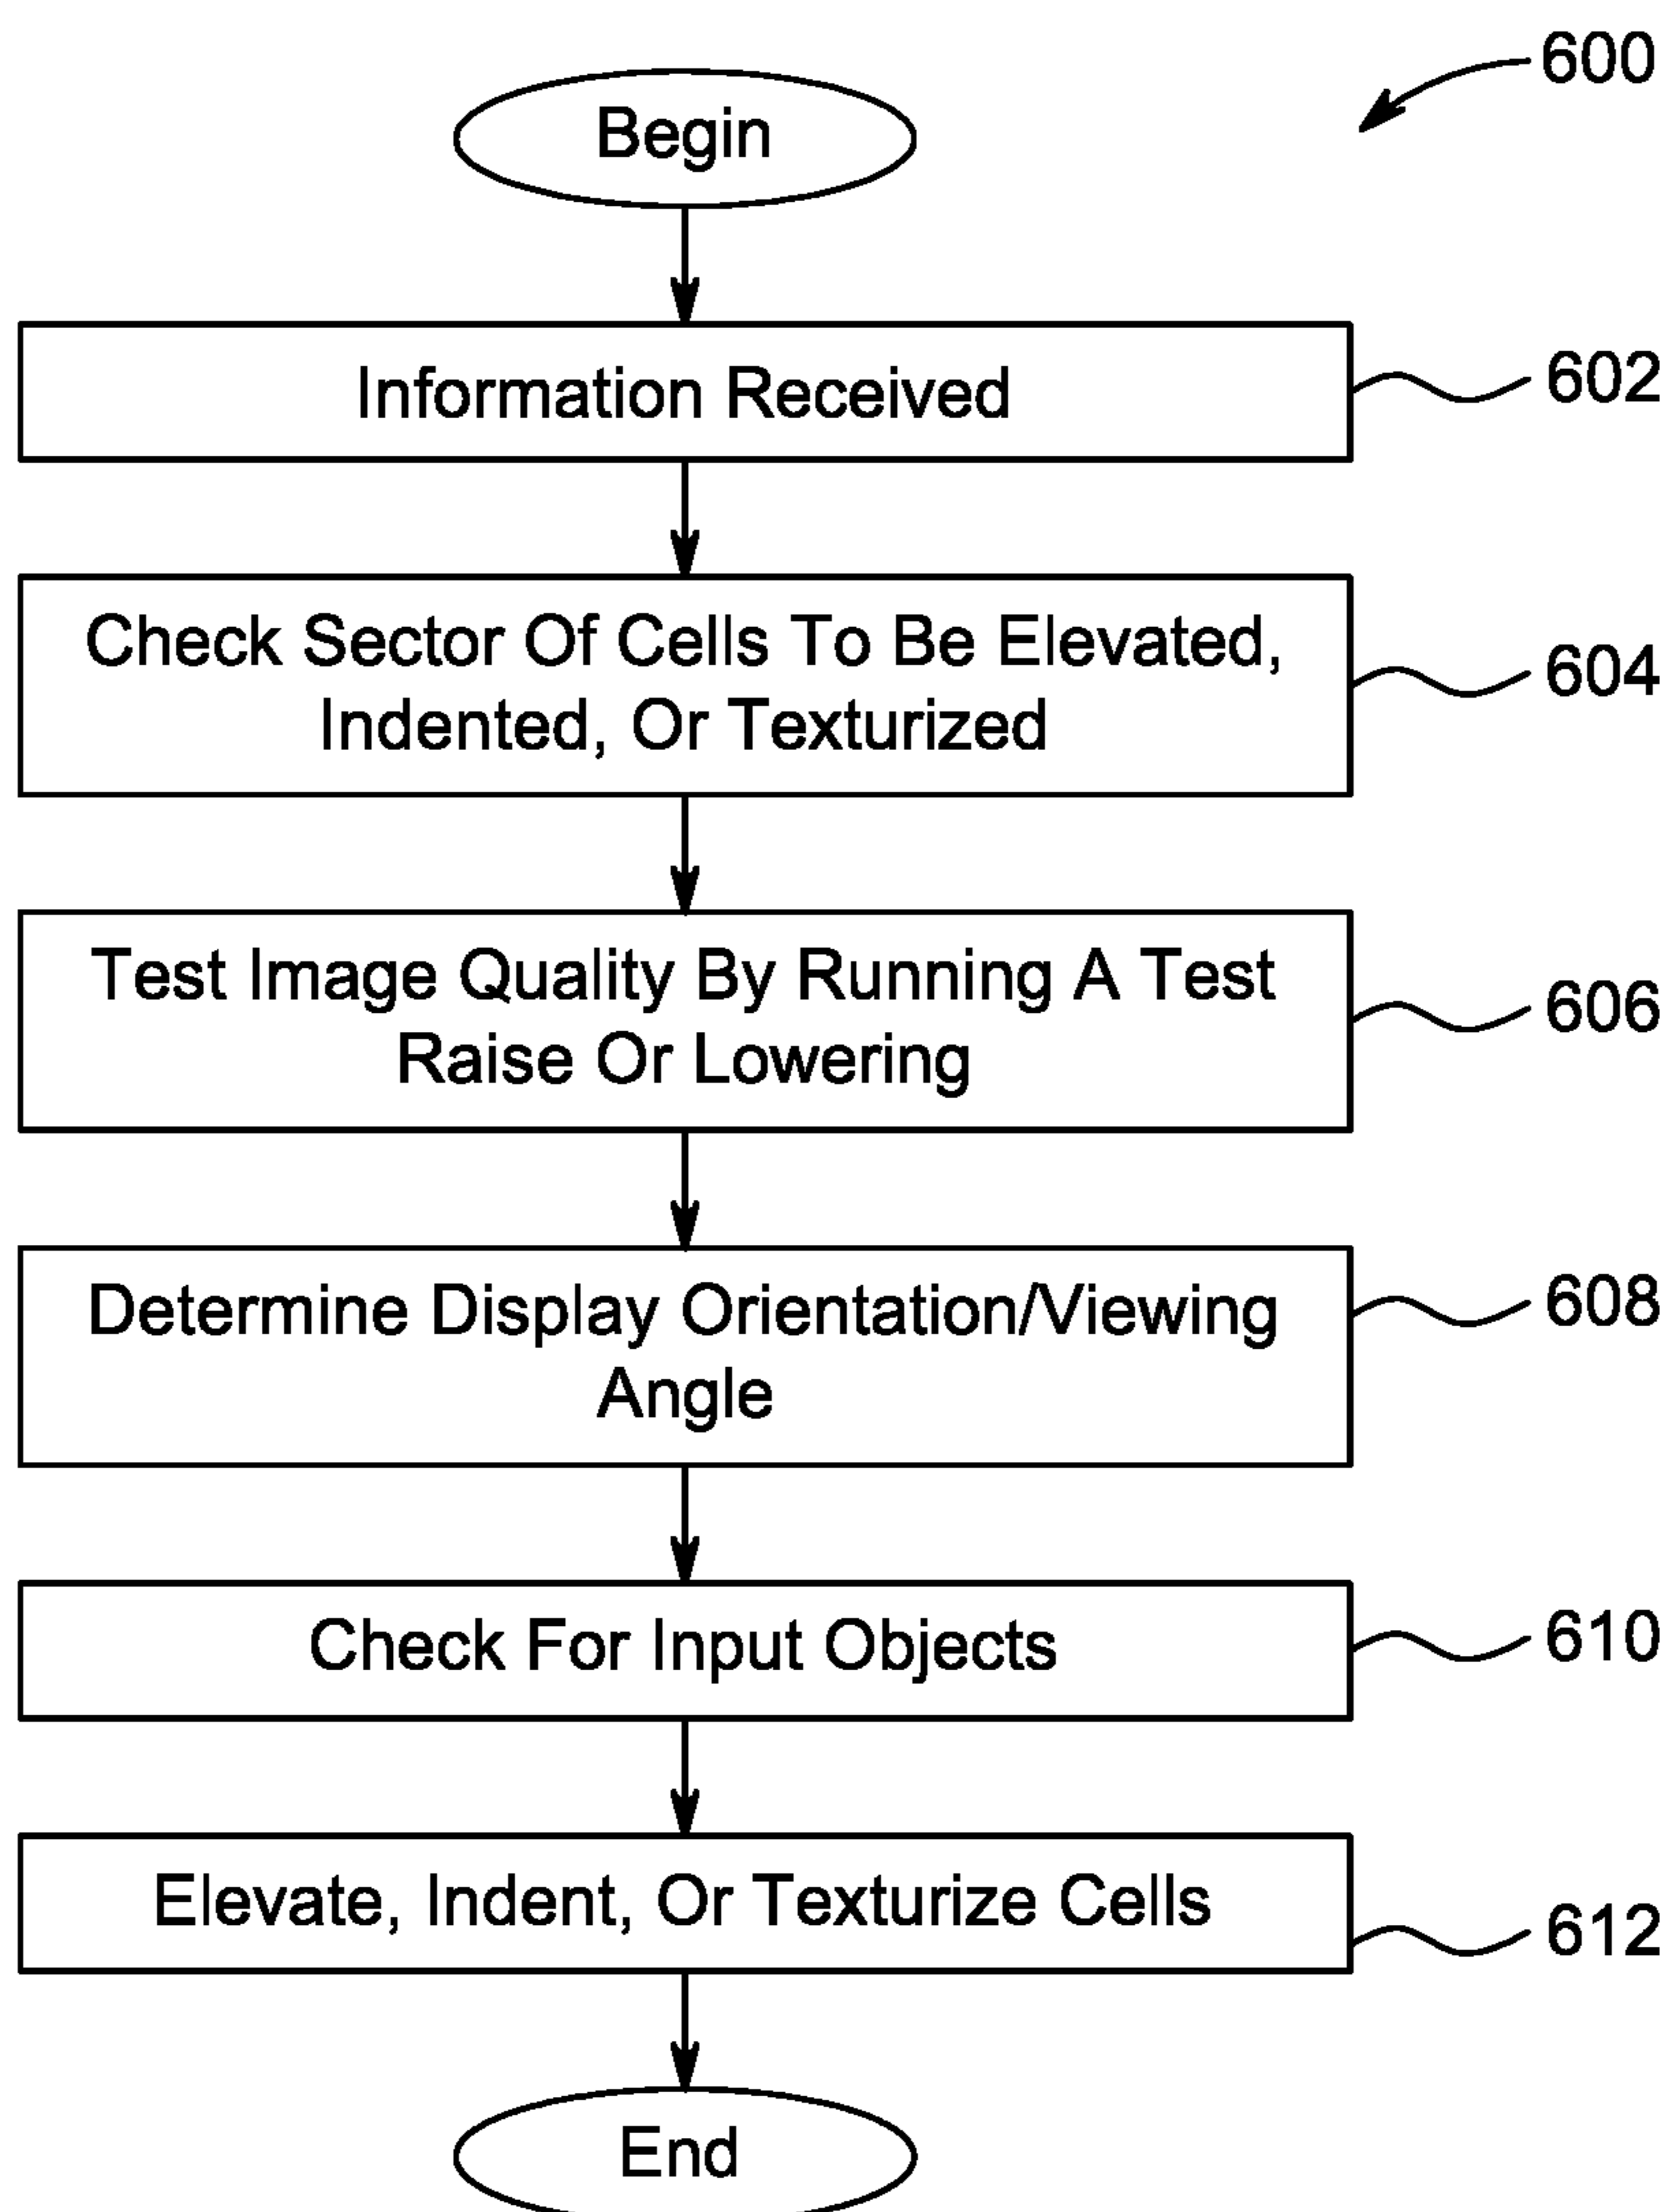 600
Begin
Information Received
602
Check Sector Of Cells To Be Elevated,
Indented, Or Texturized
604
Test Image Quality By Running A Test
Raise Or Lowering
606
Determine Display Orientation/Viewing
Angle
608
Check For Input Objects
610
Elevate, Indent, Or Texturize Cells
612
End